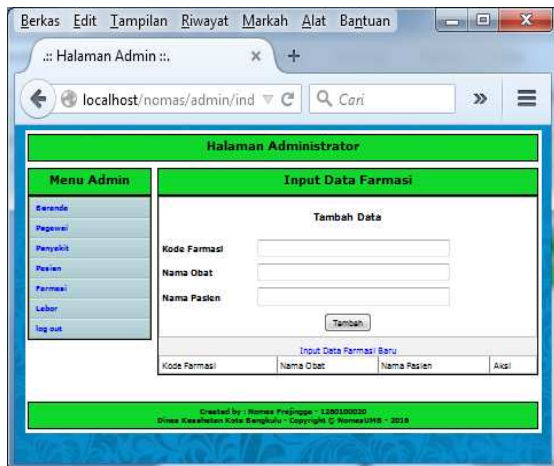 Berkas Edit Tampilan Riwayat Markah Alat Bantuan
.:: Halaman Admin ::.
localhost/nomas/admin/ind
Cari
Halaman Administrator
Menu Admin
Input Data Farmasi
Beranda
Pegawai
Penyakit
Pasien
Farmasi
Labor
log out
Tambah Data
Kode Farmasi
Nama Obat
Nama Pasien
Tambah
Input Data Farmasi Baru
Kode Farmasi Nama Obat Nama Pasien Aksi
Created by : Nomas Prajingga - 1280100020
Dinas Kesehatan Kota Bengkulu - Copyright © NomasUMB - 2016